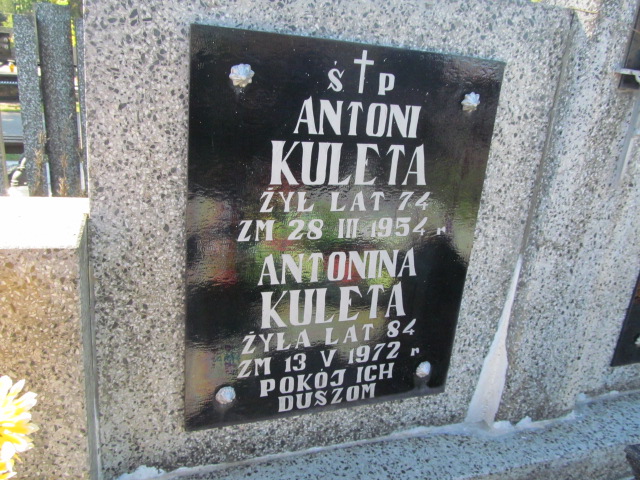 Ś † P
ANTONI
KULETA
ŻYŁ LAT 74
ZM 28 III 1954 r
ANTONINA
KULETA
ŻYŁA LAT 84
ZM 13 V 1972 r
POKÓJ ICH
DUSZOM